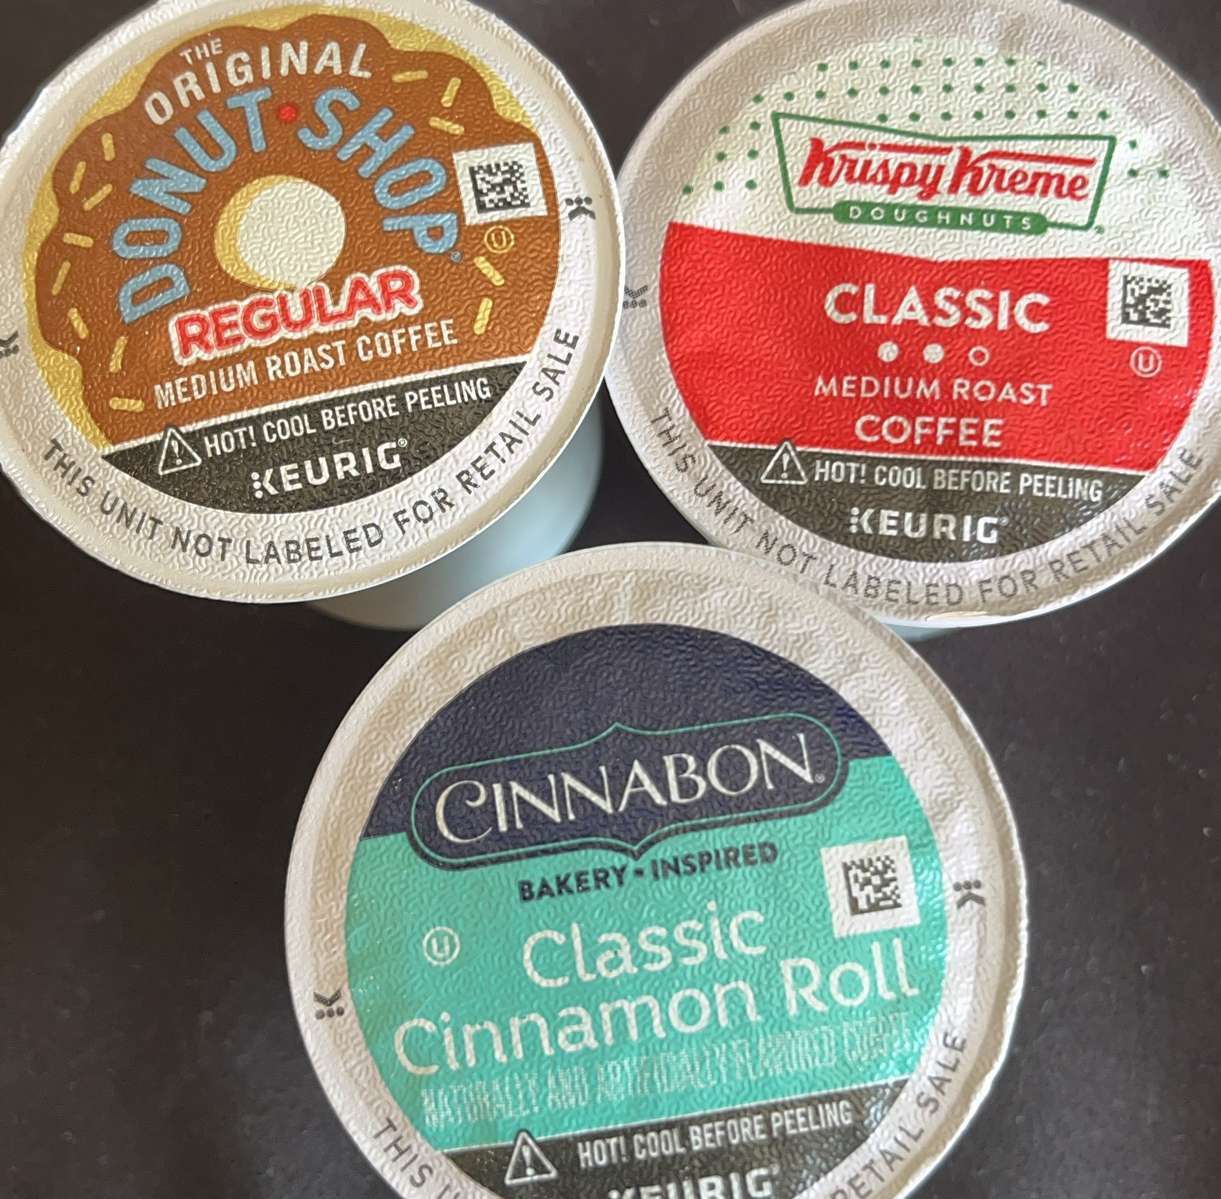 THE
ORIGINAL
DONUT SHOP
REGULAR
MEDIUM ROAST COFFEE
HOT! COOL BEFORE PEELING
KEURIG®
THIS UNIT NOT LABELED FOR RETAIL SALE
Krispy Kreme
DOUGHNUTS
CLASSIC
MEDIUM ROAST
COFFEE
HOT! COOL BEFORE PEELING
KEURIG
THIS UNIT NOT LABELED FOR RETAIL SALE
CINNABON®
BAKERY-INSPIRED
Classic
Cinnamon Roll
NATURALLY AND ARTIFICIALLY FLAVORED COFFEE
HOT! COOL BEFORE PEELING
KEURIG
THIS
RETAIL SALE